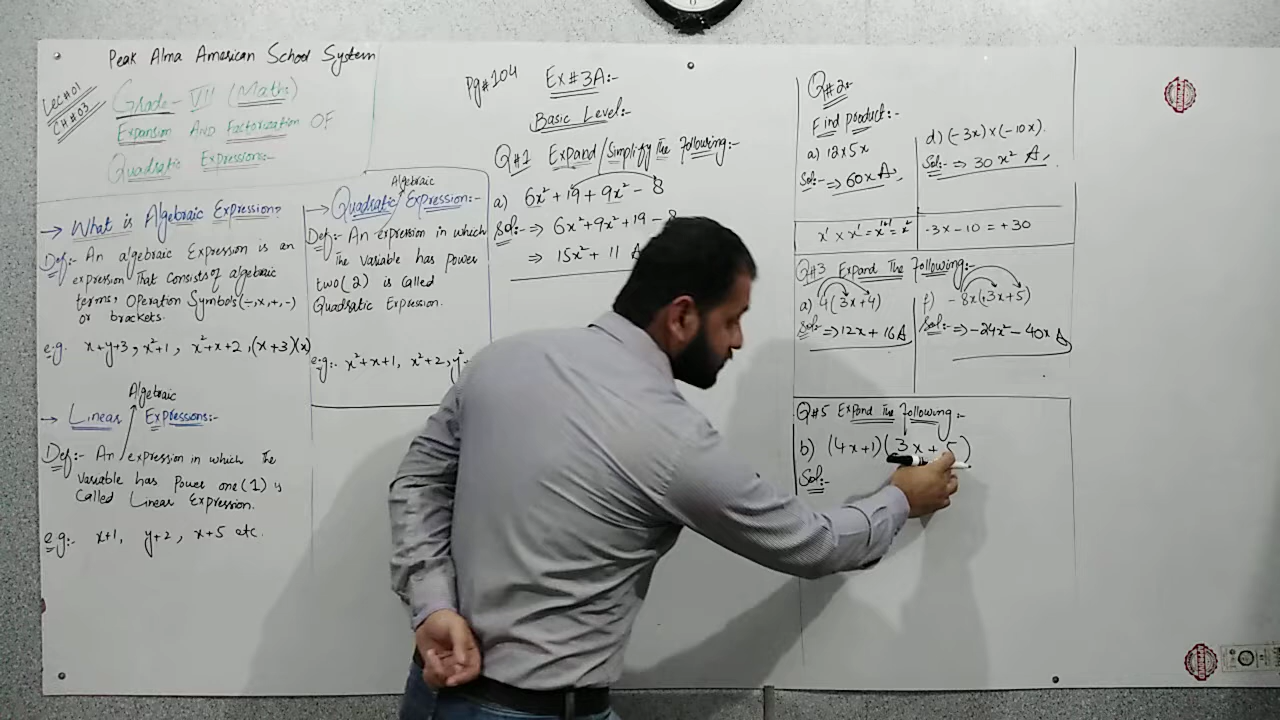 Peak Alma American School System
Lec#01
CH#03
Grade- VII (Maths)
Expansion AND Factorization OF
Quadratic Expressions:-
→ What is Algebraic Expression?
Def:- An algebraic Expression is an
expression that consists of algebraic
terms, operation Symbols(÷,×,+,-)
or brackets.
e.g. x+y+3, x²+1, x²+x+2, (x+3)(x)
Algebraic
→ Linear Expressions:-
Def:- An expression in which the
Variable has Power one(1) is
Called Linear Expression.
e.g:- x+1, y+2, x+5 etc.
Algebraic
→ Quadratic Expression:-
Def:- An expression in which
the variable has power
two(2) is called
Quadratic Expression.
e.g:- x²+x+1, x²+2, y²
Pg#104 Ex#3A:-
Basic Level:-
Q#1 Expand/Simplify The Following:-
a) 6x²+19+9x²-8
Sol:- ⇒ 6x²+9x²+19-8
⇒ 15x²+11
Q#2:-
Find product:-
a) 12×5x
Sol:- ⇒ 60x A.
d) (-3x)×(-10x).
Sol:- ⇒ 30x² A.
x¹ × x¹ = x¹⁺¹ = x²
-3x-10 = +30
Q#3 Expand The Following:-
a) 4(3x+4)
Sol:- ⇒ 12x+16 A
f) -8x(+3x+5)
Sol:- ⇒ -24x²-40x A
Q#5 Expand The Following:-
b) (4x+1)(3x+5)
Sol:-